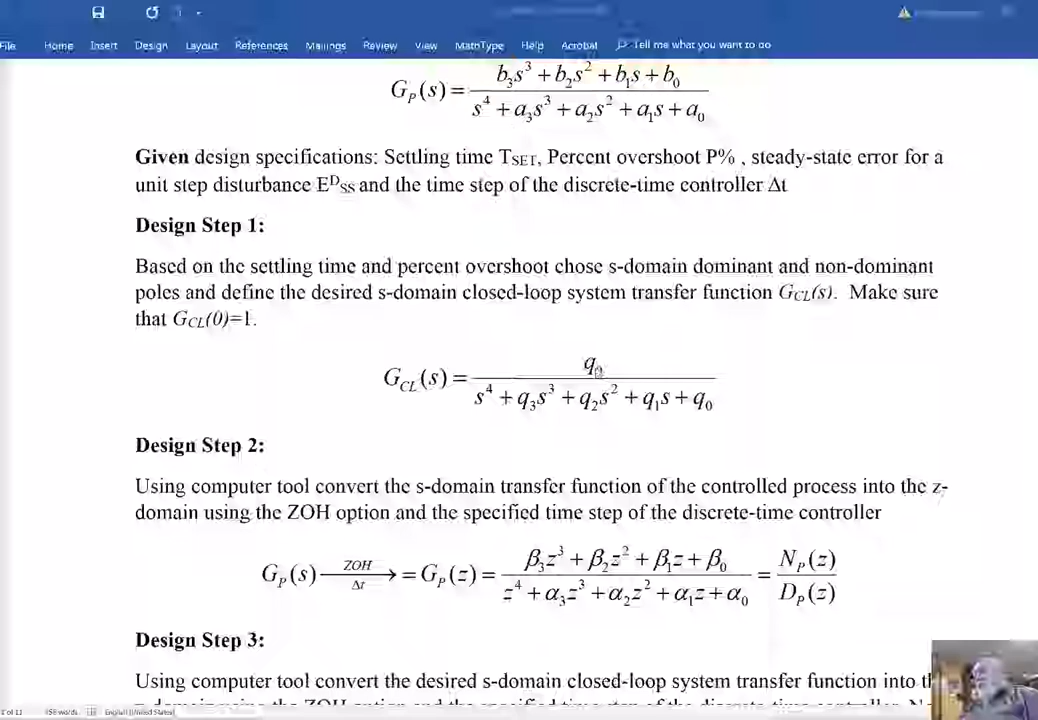 File Home Insert Design Layout References Mailings Review View MathType Help Acrobat Tell me what you want to do
G_P(s) = (b_3s^3 + b_2s^2 + b_1s + b_0) / (s^4 + a_3s^3 + a_2s^2 + a_1s + a_0)
Given design specifications: Settling time T_SET, Percent overshoot P% , steady-state error for a
unit step disturbance E^D_SS and the time step of the discrete-time controller Δt
Design Step 1:
Based on the settling time and percent overshoot chose s-domain dominant and non-dominant
poles and define the desired s-domain closed-loop system transfer function G_CL(s). Make sure
that G_CL(0)=1.
G_CL(s) = q_0 / (s^4 + q_3s^3 + q_2s^2 + q_1s + q_0)
Design Step 2:
Using computer tool convert the s-domain transfer function of the controlled process into the z-
domain using the ZOH option and the specified time step of the discrete-time controller
G_P(s) —ZOH/Δt→ = G_P(z) = (β_3z^3 + β_2z^2 + β_1z + β_0) / (z^4 + α_3z^3 + α_2z^2 + α_1z + α_0) = N_P(z) / D_P(z)
Design Step 3:
Using computer tool convert the desired s-domain closed-loop system transfer function into
958 words English (United States)